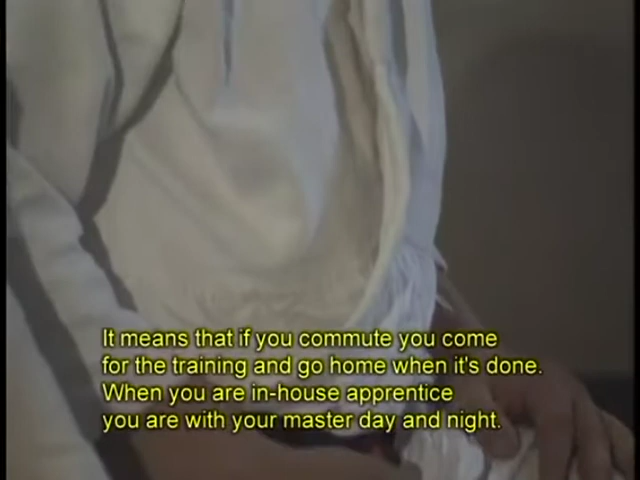 It means that if you commute you come
for the training and go home when it's done.
When you are in-house apprentice
you are with your master day and night.